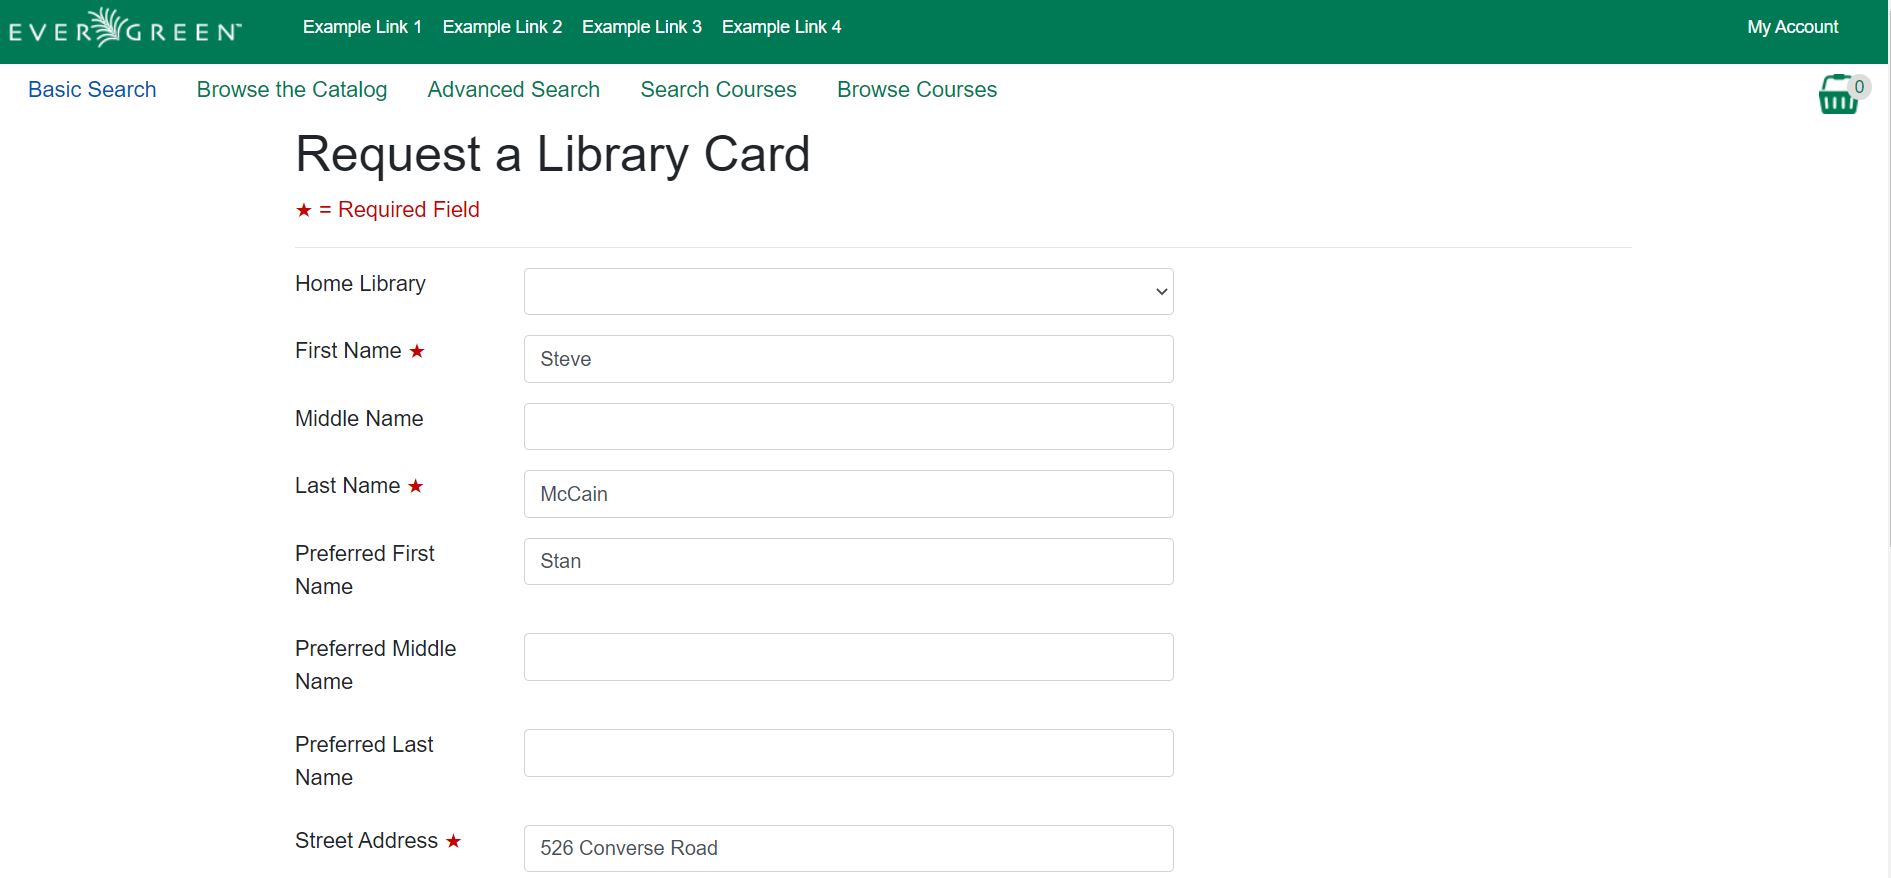 EVERGREEN™ Example Link 1 Example Link 2 Example Link 3 Example Link 4 My Account
Basic Search Browse the Catalog Advanced Search Search Courses Browse Courses 0
Request a Library Card
★ = Required Field
Home Library
First Name ★ Steve
Middle Name
Last Name ★ McCain
Preferred First Stan
Name
Preferred Middle
Name
Preferred Last
Name
Street Address ★ 526 Converse Road